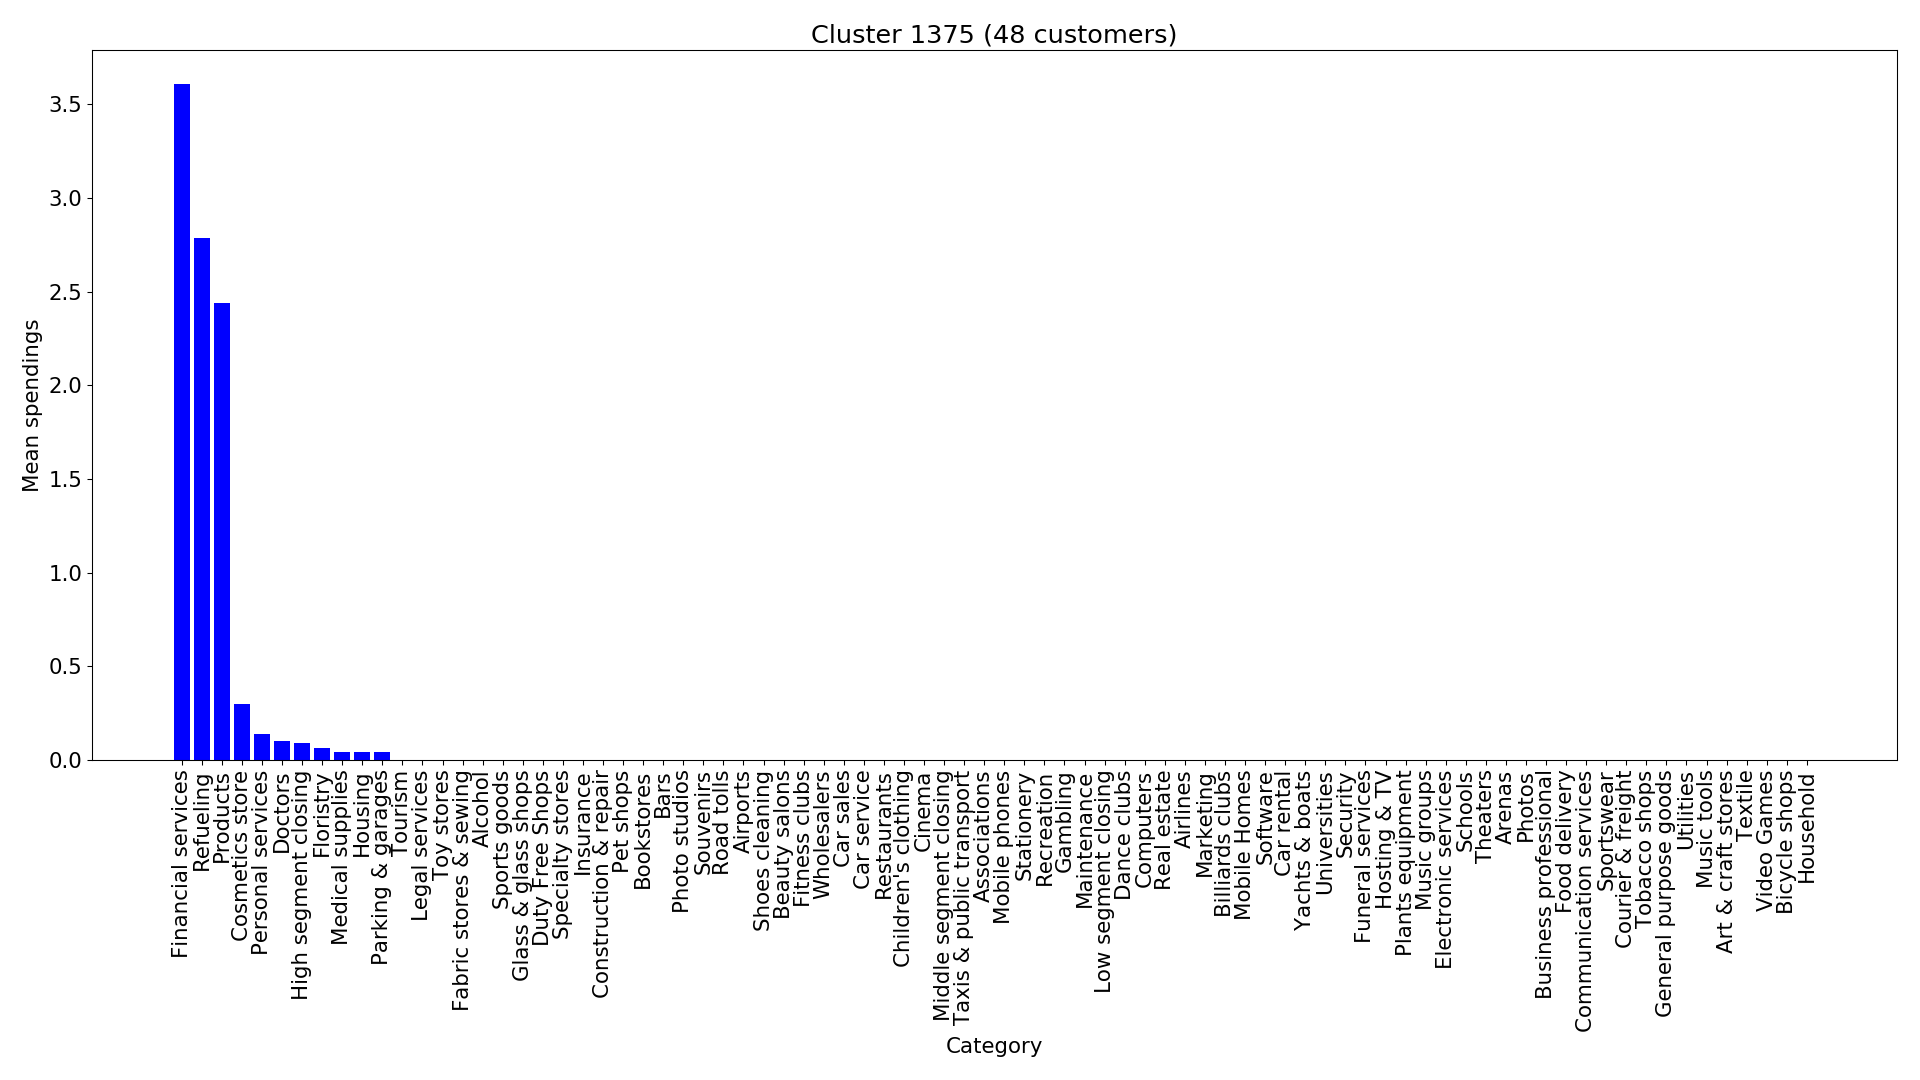 Cluster 1375 (48 customers)
Mean spendings
3.5
3.0
2.5
2.0
1.5
1.0
0.5
0.0
Financial services
Refueling
Products
Cosmetics store
Personal services
Doctors
High segment closing
Floristry
Medical supplies
Housing
Parking & garages
Tourism
Legal services
Toy stores
Fabric stores & sewing
Alcohol
Sports goods
Glass & glass shops
Duty Free Shops
Specialty stores
Insurance
Construction & repair
Pet shops
Bookstores
Bars
Photo studios
Souvenirs
Road tolls
Airports
Shoes cleaning
Beauty salons
Fitness clubs
Wholesalers
Car sales
Car service
Restaurants
Children's clothing
Cinema
Middle segment closing
Taxis & public transport
Associations
Mobile phones
Stationery
Recreation
Gambling
Maintenance
Low segment closing
Dance clubs
Computers
Real estate
Airlines
Marketing
Billiards clubs
Mobile Homes
Software
Car rental
Yachts & boats
Universities
Security
Funeral services
Hosting & TV
Plants equipment
Music groups
Electronic services
Schools
Theaters
Arenas
Photos
Business professional
Food delivery
Communication services
Sportswear
Courier & freight
Tobacco shops
General purpose goods
Utilities
Music tools
Art & craft stores
Textile
Video Games
Bicycle shops
Household
Category